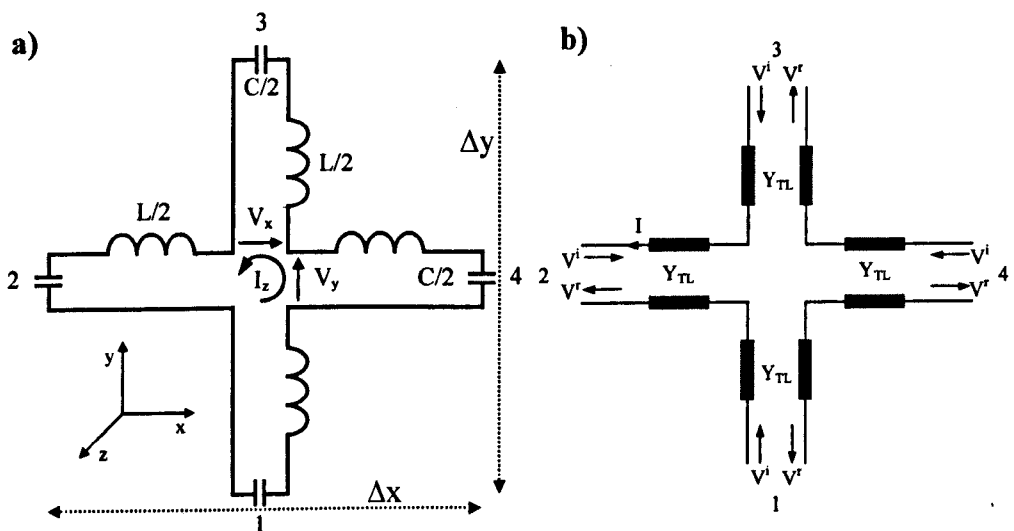 a)
3
C/2
L/2
Δy
L/2
V_x
I_z
V_y
2
C/2
4
y
x
z
Δx
1
b)
3
V^i
V^r
Y_TL
I
V^i
2
V^r
Y_TL
Y_TL
V^i
4
V^r
Y_TL
V^i
V^r
1